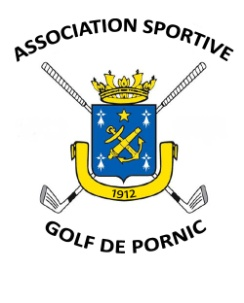 ASSOCIATION SPORTIVE
1912
GOLF DE PORNIC